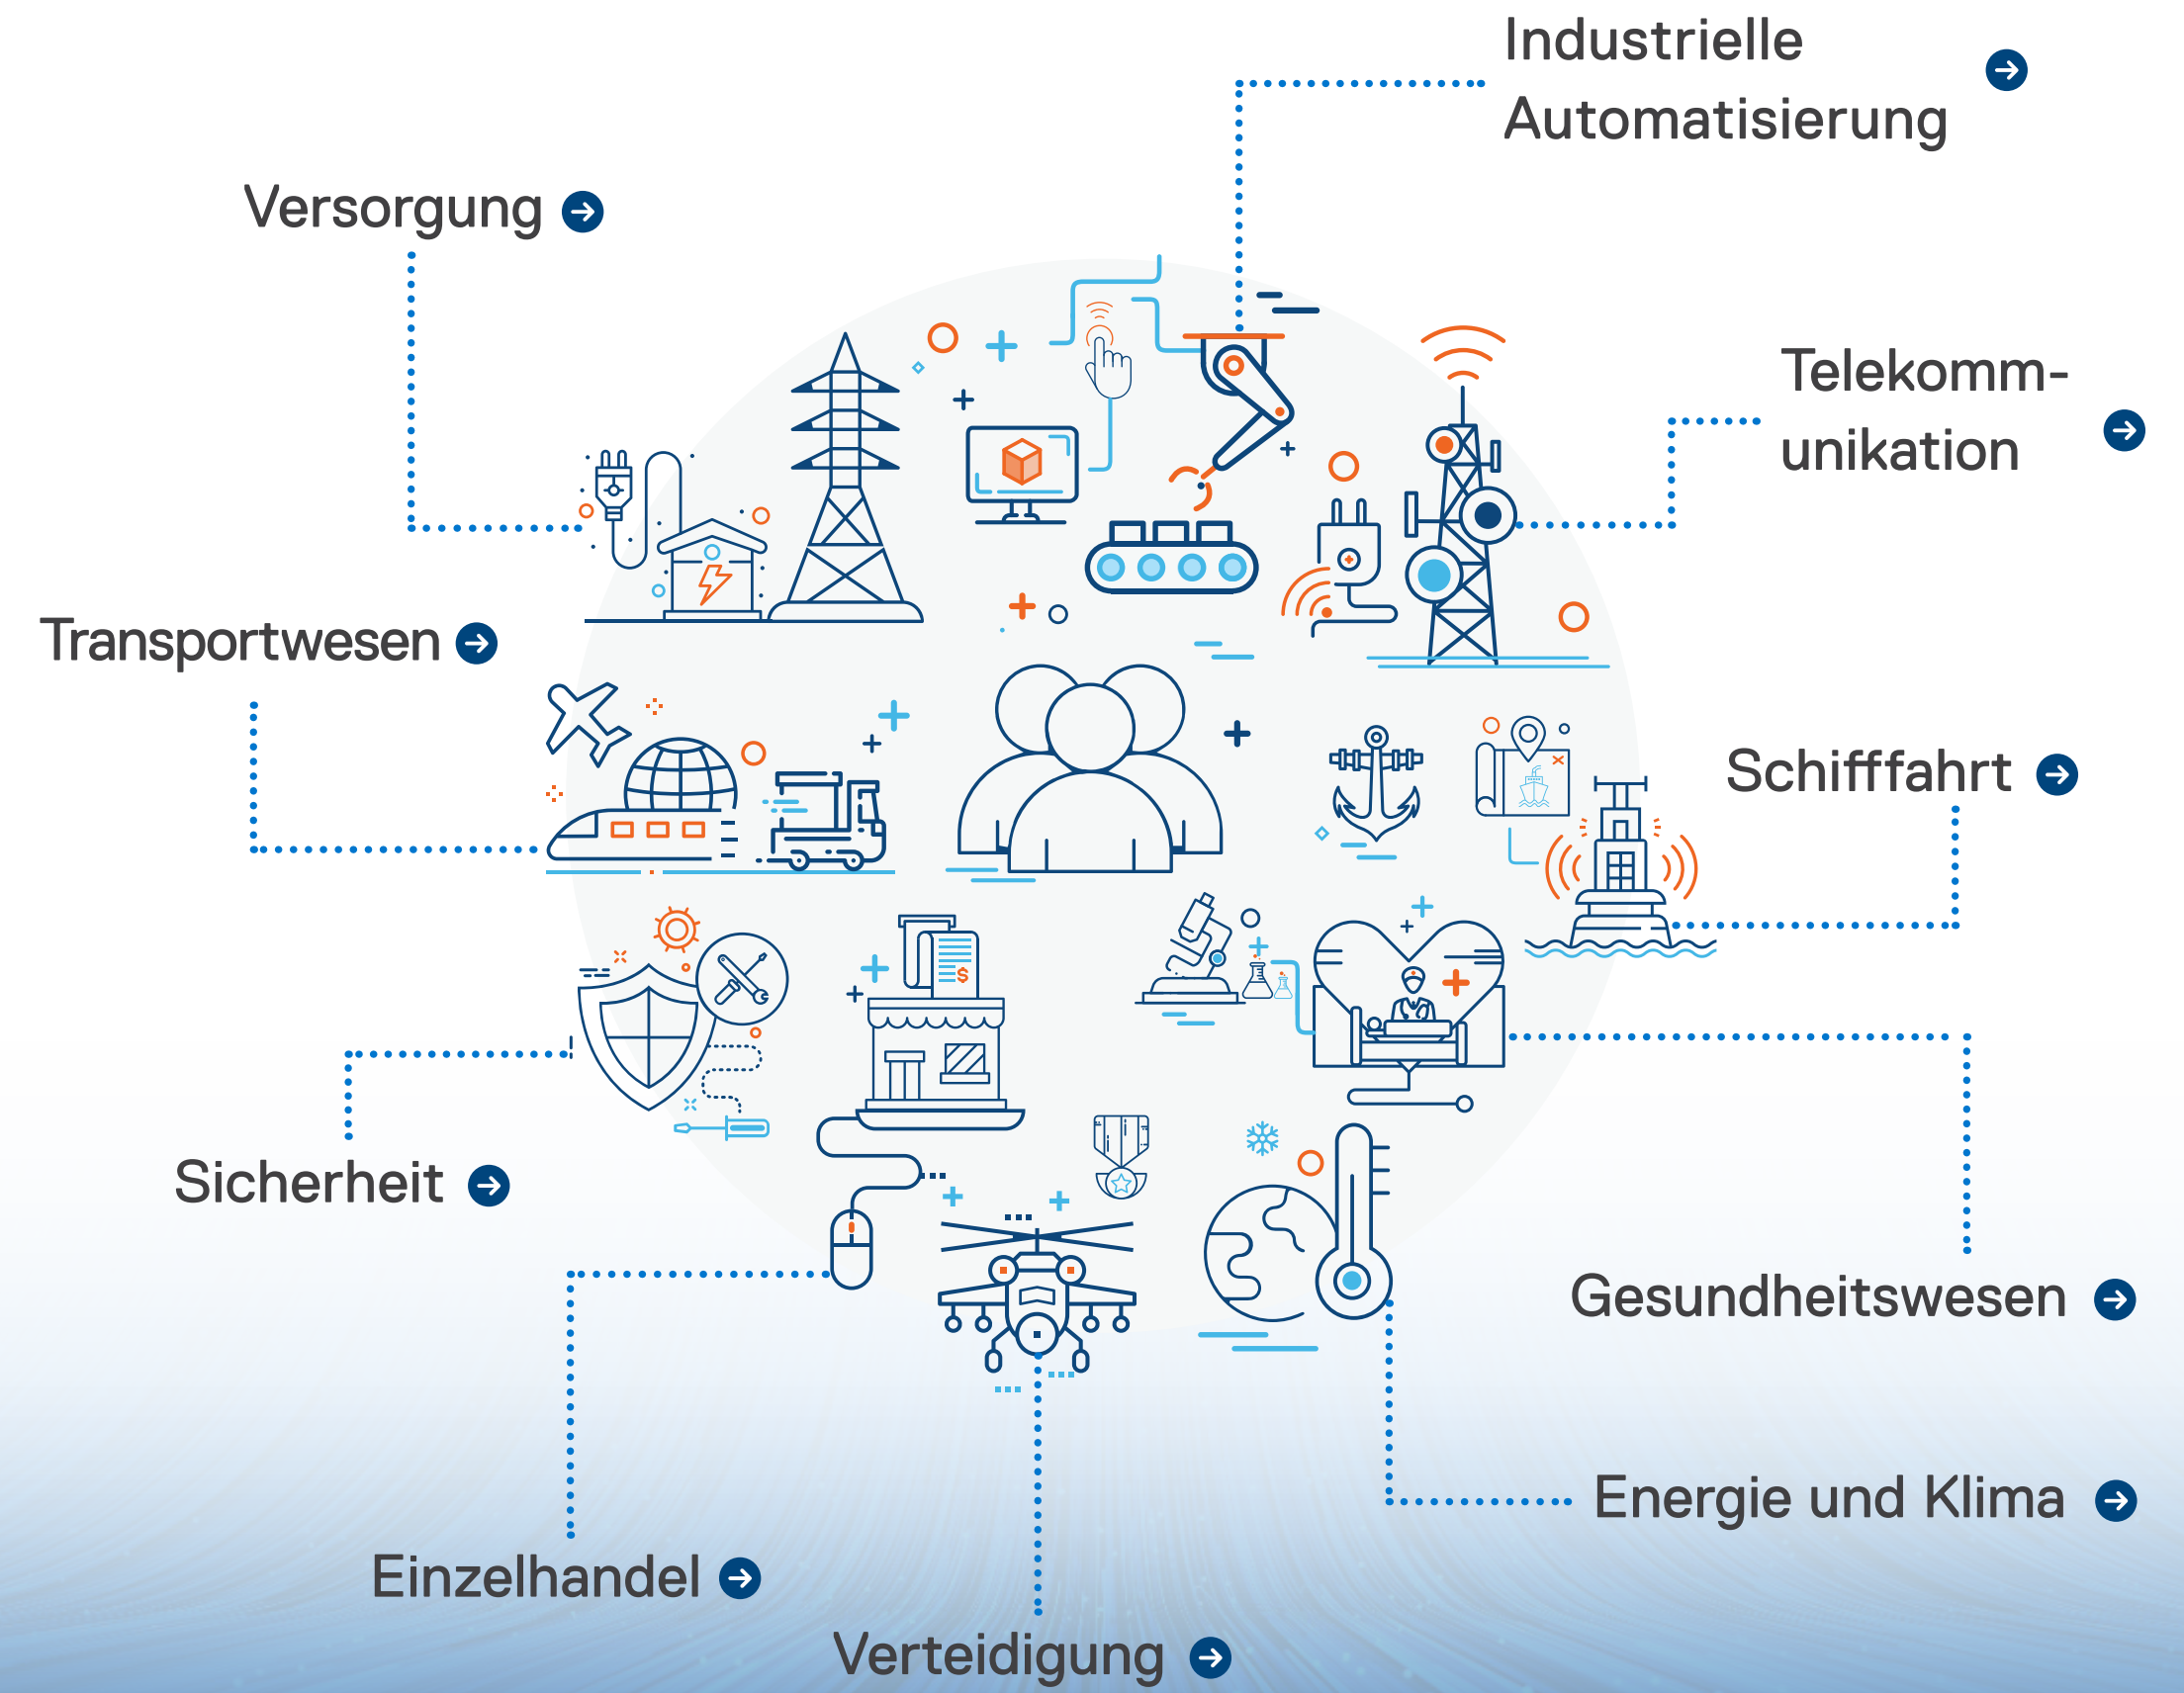 Industrielle
Automatisierung
Versorgung
Telekomm-
unikation
Transportwesen
Schifffahrt
$
Sicherheit
Gesundheitswesen
Energie und Klima
Einzelhandel
Verteidigung